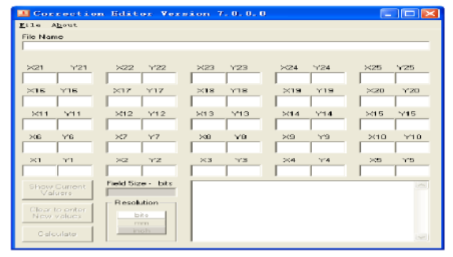 Correction Editor Version 7.0.0.0
File About
File Name
X21 Y21 X22 Y22 X23 Y23 X24 Y24 X25 Y25
X16 Y16 X17 Y17 X18 Y18 X19 Y19 X20 Y20
X11 Y11 X12 Y12 X13 Y13 X14 Y14 X15 Y15
X6 Y6 X7 Y7 X8 Y8 X9 Y9 X10 Y10
X1 Y1 X2 Y2 X3 Y3 X4 Y4 X5 Y5
Show Current
Values
Field Size - bits
Clear to enter
New values
Resolution
bits
mm
inch
Calculate